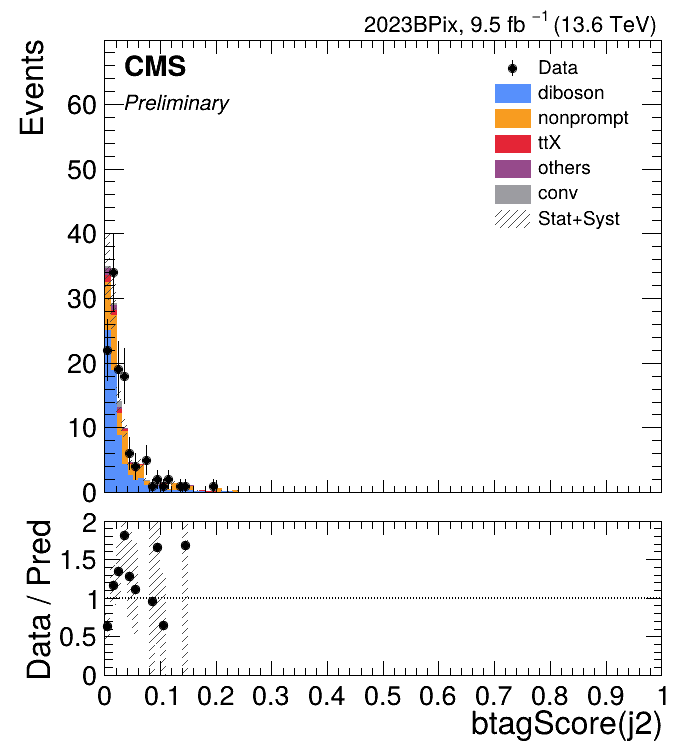 2023BPix, 9.5 fb⁻¹ (13.6 TeV)
CMS
Preliminary
Events
Data
diboson
nonprompt
ttX
others
conv
Stat+Syst
60
50
40
30
20
10
0
Data / Pred
2
1.5
1
0.5
0
0 0.1 0.2 0.3 0.4 0.5 0.6 0.7 0.8 0.9 1
btagScore(j2)